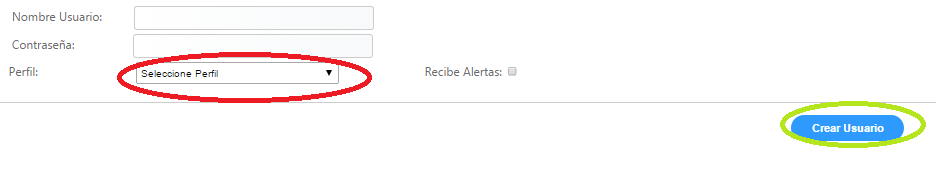 Nombre Usuario:
Contraseña:
Perfil: Seleccione Perfil Recibe Alertas:
Crear Usuario